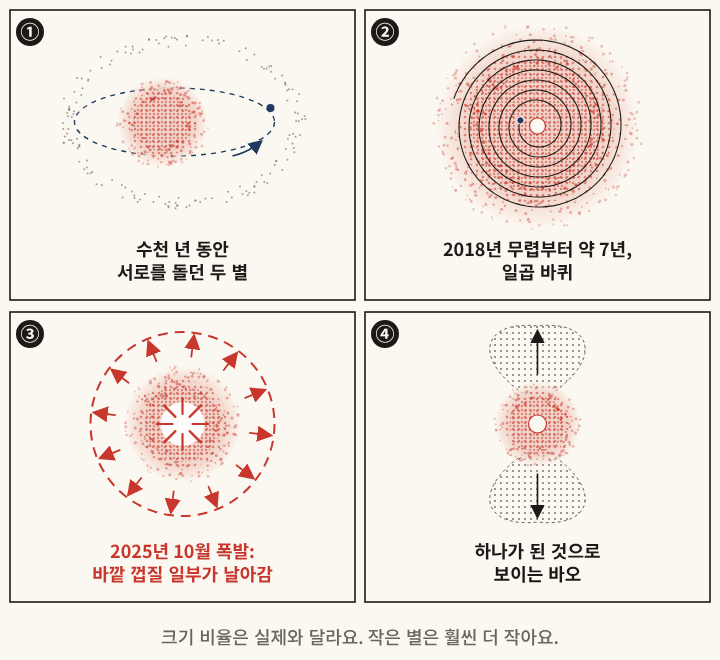 ①
수천 년 동안
서로를 돌던 두 별
②
2018년 무렵부터 약 7년,
일곱 바퀴
③
2025년 10월 폭발:
바깥 껍질 일부가 날아감
④
하나가 된 것으로
보이는 바오
크기 비율은 실제와 달라요. 작은 별은 훨씬 더 작아요.